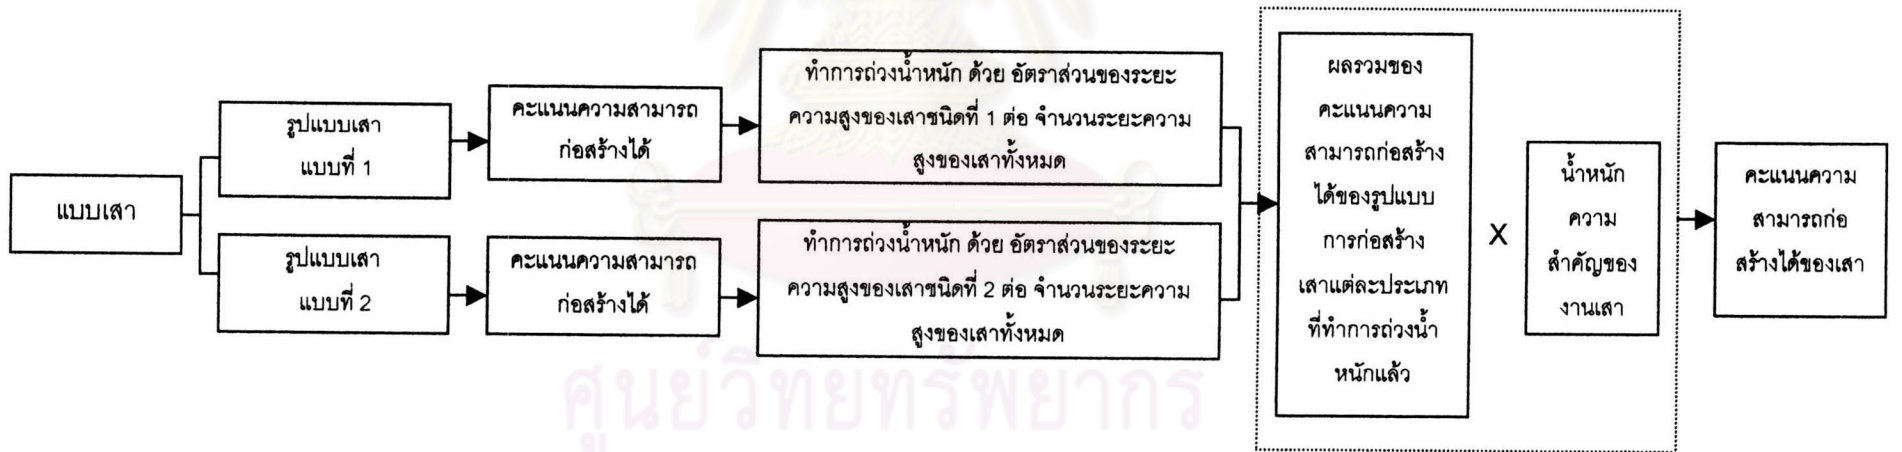 แบบเสา
รูปแบบเสา
แบบที่ 1
คะแนนความสามารถ
ก่อสร้างได้
ทำการถ่วงน้ำหนัก ด้วย อัตราส่วนของระยะ
ความสูงของเสาชนิดที่ 1 ต่อ จำนวนระยะความ
สูงของเสาทั้งหมด
รูปแบบเสา
แบบที่ 2
คะแนนความสามารถ
ก่อสร้างได้
ทำการถ่วงน้ำหนัก ด้วย อัตราส่วนของระยะ
ความสูงของเสาชนิดที่ 2 ต่อ จำนวนระยะความ
สูงของเสาทั้งหมด
ผลรวมของ
คะแนนความ
สามารถก่อสร้าง
ได้ของรูปแบบ
การก่อสร้าง
เสาแต่ละประเภท
ที่ทำการถ่วงน้ำ
หนักแล้ว
X
น้ำหนัก
ความ
สำคัญของ
งานเสา
คะแนนความ
สามารถก่อ
สร้างได้ของเสา
ศูนย์วิทยทรัพยากร